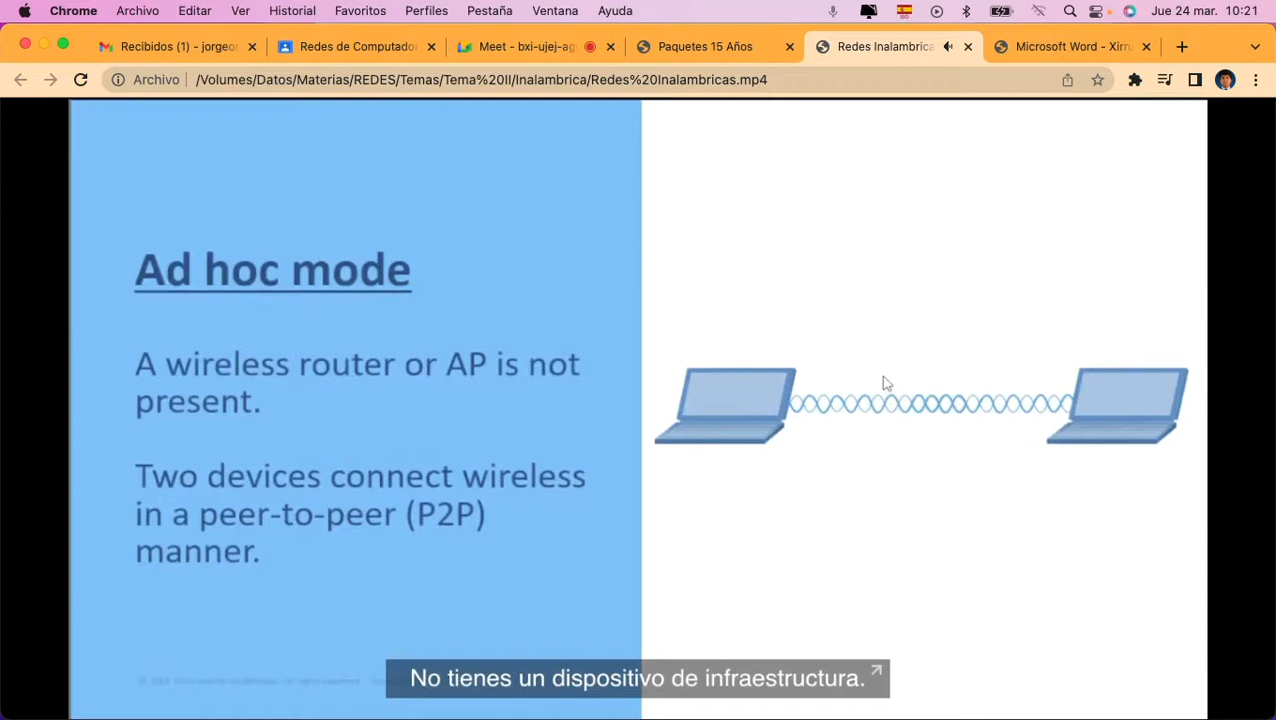 Chrome Archivo Editar Ver Historial Favoritos Perfiles Pestaña Ventana Ayuda Jue 24 mar. 10:21
Recibidos (1) - jorgeor Redes de Computador Meet - bxi-ujej-ag Paquetes 15 Años Redes Inalambrica Microsoft Word - Xirru
Archivo /Volumes/Datos/Materias/REDES/Temas/Tema%20II/Inalambrica/Redes%20Inalambricas.mp4
Ad hoc mode
A wireless router or AP is not
present.
Two devices connect wireless
in a peer-to-peer (P2P)
manner.
No tienes un dispositivo de infraestructura.